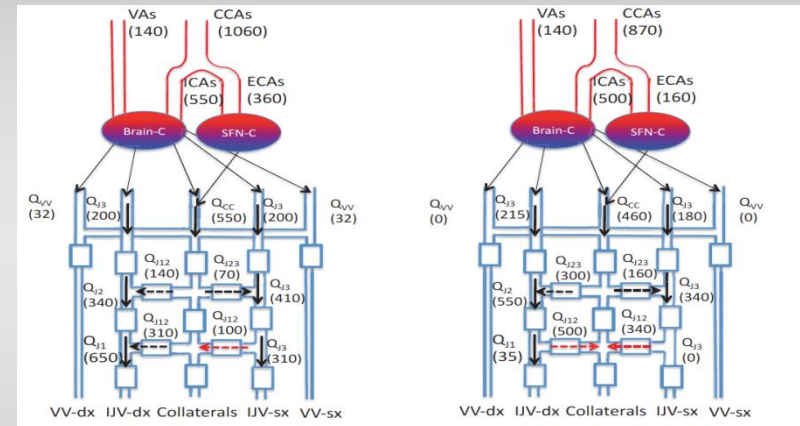 VAs
(140)
CCAs
(1060)
ICAs
(550)
ECAs
(360)
Brain-C
SFN-C
QVV
(32)
QJ3
(200)
QCC
(550)
QJ3
(200)
QVV
(32)
QJ12
(140)
QJ23
(70)
QJ2
(340)
QJ3
(410)
QJ12
(310)
QJ12
(100)
QJ1
(650)
QJ3
(310)
VV-dx IJV-dx Collaterals IJV-sx VV-sx
VAs
(140)
CCAs
(870)
ICAs
(500)
ECAs
(160)
Brain-C
SFN-C
QVV
(0)
QJ3
(215)
QCC
(460)
QJ3
(180)
QVV
(0)
QJ23
(300)
QJ23
(160)
QJ2
(550)
QJ3
(340)
QJ12
(500)
QJ12
(340)
QJ1
(35)
QJ3
(0)
VV-dx IJV-dx Collaterals IJV-sx VV-sx